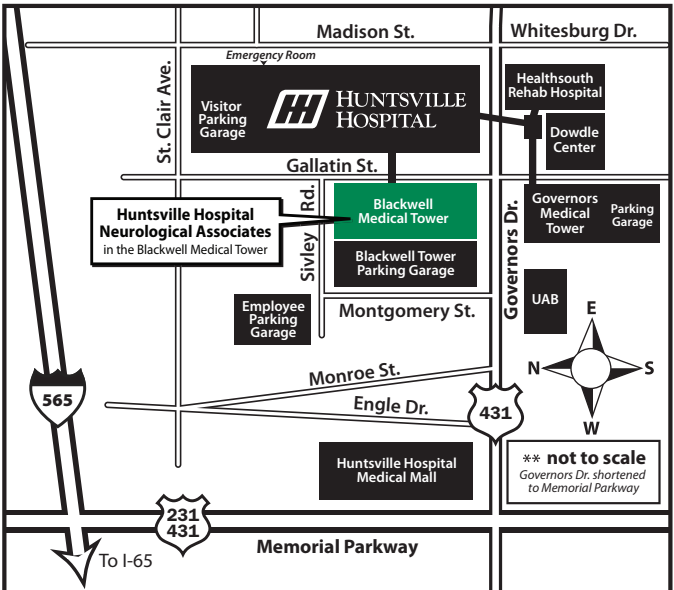 Madison St.
Whitesburg Dr.
Emergency Room
St. Clair Ave.
Visitor
Parking
Garage
HUNTSVILLE
HOSPITAL
Healthsouth
Rehab Hospital
Dowdle
Center
Gallatin St.
Huntsville Hospital
Neurological Associates
in the Blackwell Medical Tower
Sivley Rd.
Blackwell
Medical Tower
Blackwell Tower
Parking Garage
Governors Dr.
Governors
Medical
Tower
Parking
Garage
UAB
Employee
Parking
Garage
Montgomery St.
E
N
S
W
Monroe St.
Engle Dr.
565
431
Huntsville Hospital
Medical Mall
** not to scale
Governors Dr. shortened
to Memorial Parkway
231
431
Memorial Parkway
To I-65